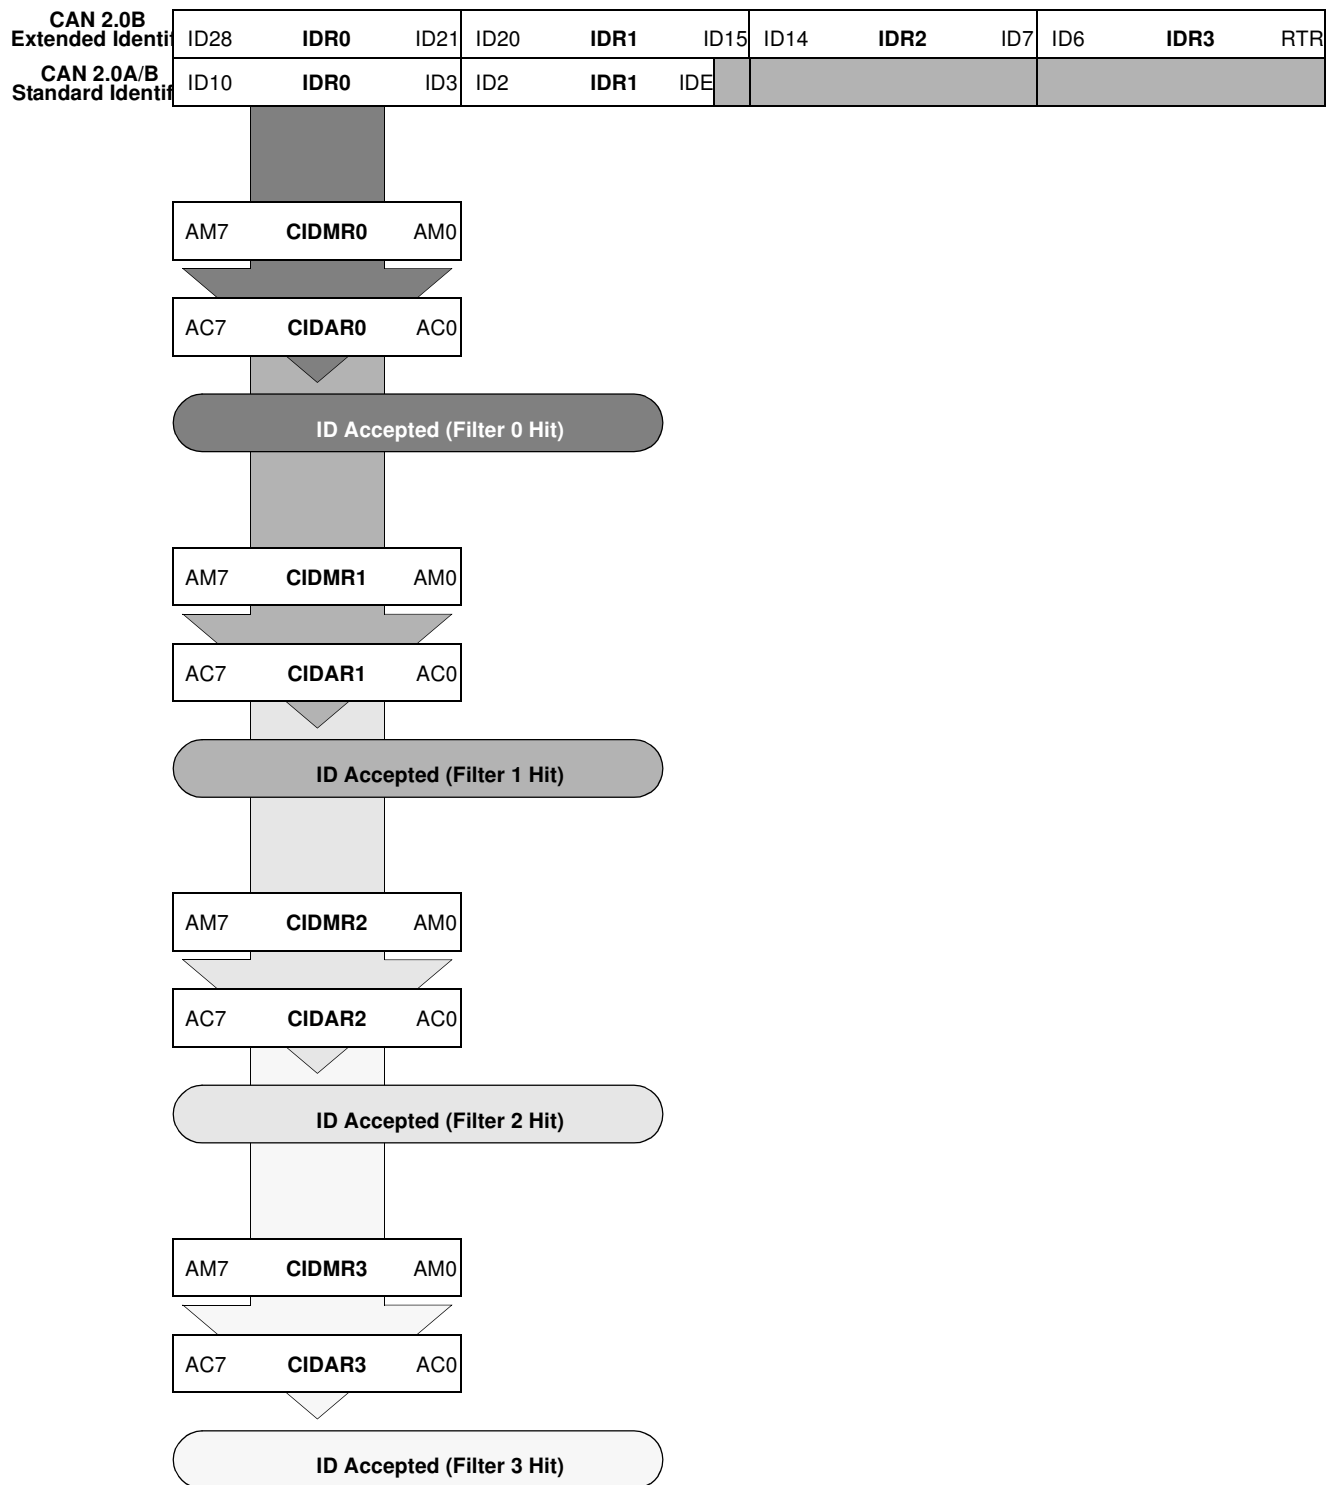 CAN 2.0B
Extended Identif ID28 IDR0 ID21 ID20 IDR1 ID15 ID14 IDR2 ID7 ID6 IDR3 RTR
CAN 2.0A/B
Standard Identif ID10 IDR0 ID3 ID2 IDR1 IDE
AM7 CIDMR0 AM0
AC7 CIDAR0 AC0
ID Accepted (Filter 0 Hit)
AM7 CIDMR1 AM0
AC7 CIDAR1 AC0
ID Accepted (Filter 1 Hit)
AM7 CIDMR2 AM0
AC7 CIDAR2 AC0
ID Accepted (Filter 2 Hit)
AM7 CIDMR3 AM0
AC7 CIDAR3 AC0
ID Accepted (Filter 3 Hit)